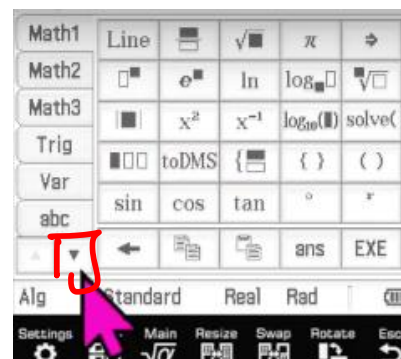 Math1 Line √■ π ⇒
Math2 □■ e■ ln log■□ ■√□
Math3 |■| x² x⁻¹ log₁₀(■) solve(
Trig ■□□ toDMS { { } ( )
Var sin cos tan ° r
abc
▲ ▼ ← ans EXE
Alg Standard Real Rad
Settings Main Resize Swap Rotate Esc